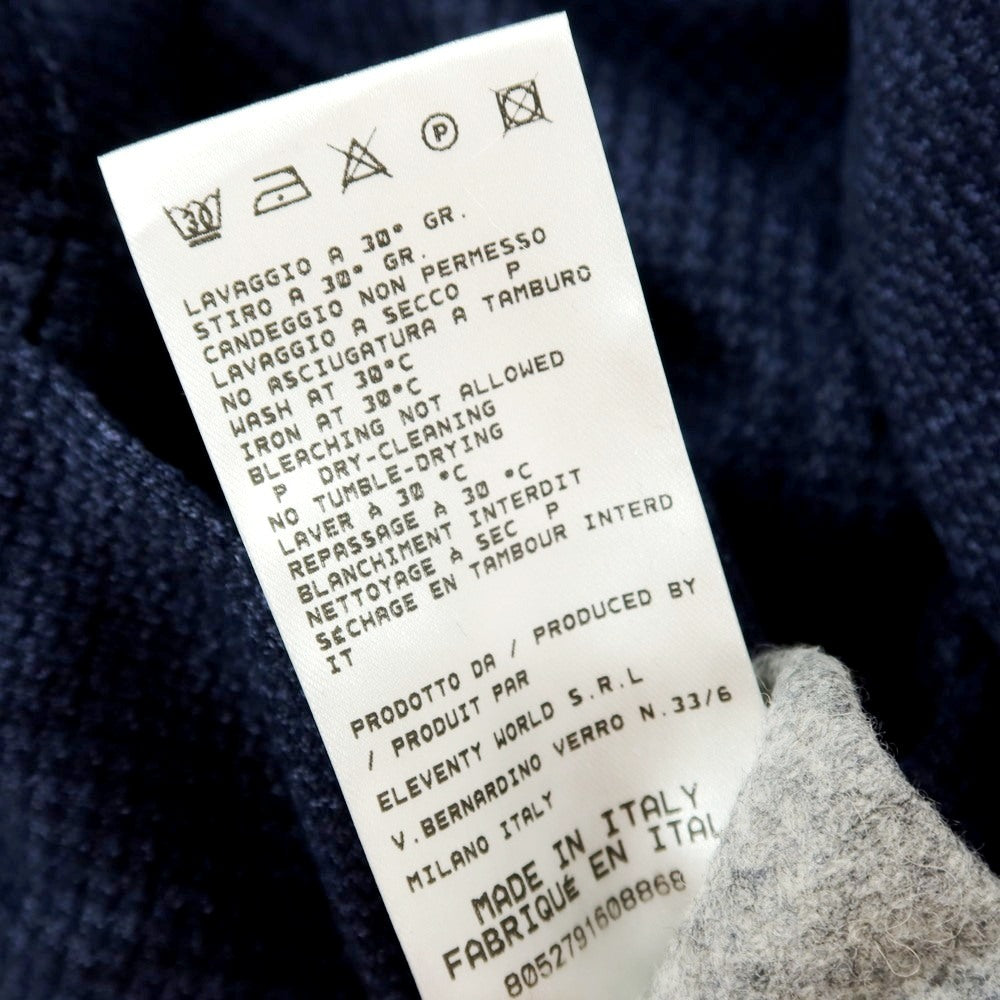 30 P
LAVAGGIO A 30° GR.
STIRO A 30° GR.
CANDEGGIO NON PERMESSO
LAVAGGIO A SECCO P
NO ASCIUGATURA A TAMBURO
WASH AT 30°C
IRON AT 30°C
BLEACHING NOT ALLOWED
P DRY-CLEANING
NO TUMBLE-DRYING
LAVER À 30 °C
REPASSAGE À 30 °C
BLANCHIMENT INTERDIT
NETTOYAGE À SEC P
SÉCHAGE EN TAMBOUR INTERD
IT
PRODOTTO DA / PRODUCED BY
/ PRODUIT PAR
ELEVENTY WORLD S.R.L
V.BERNARDINO VERRO N.33/6
MILANO ITALY
MADE IN ITALY
FABRIQUÉ EN ITAL
8052791608868